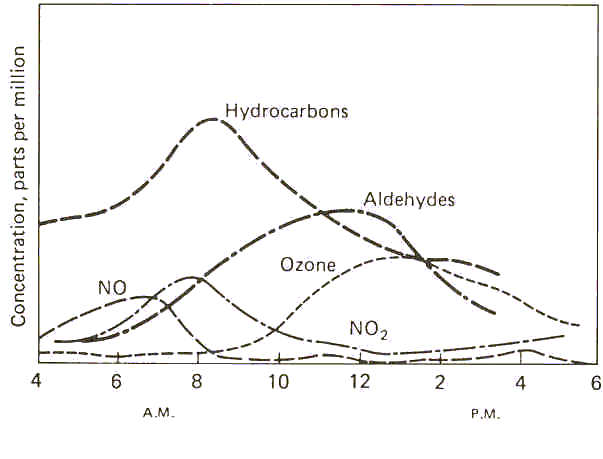 Concentration, parts per million
Hydrocarbons
Aldehydes
Ozone
NO
NO₂
4 6 8 10 12 2 4 6
A.M. P.M.